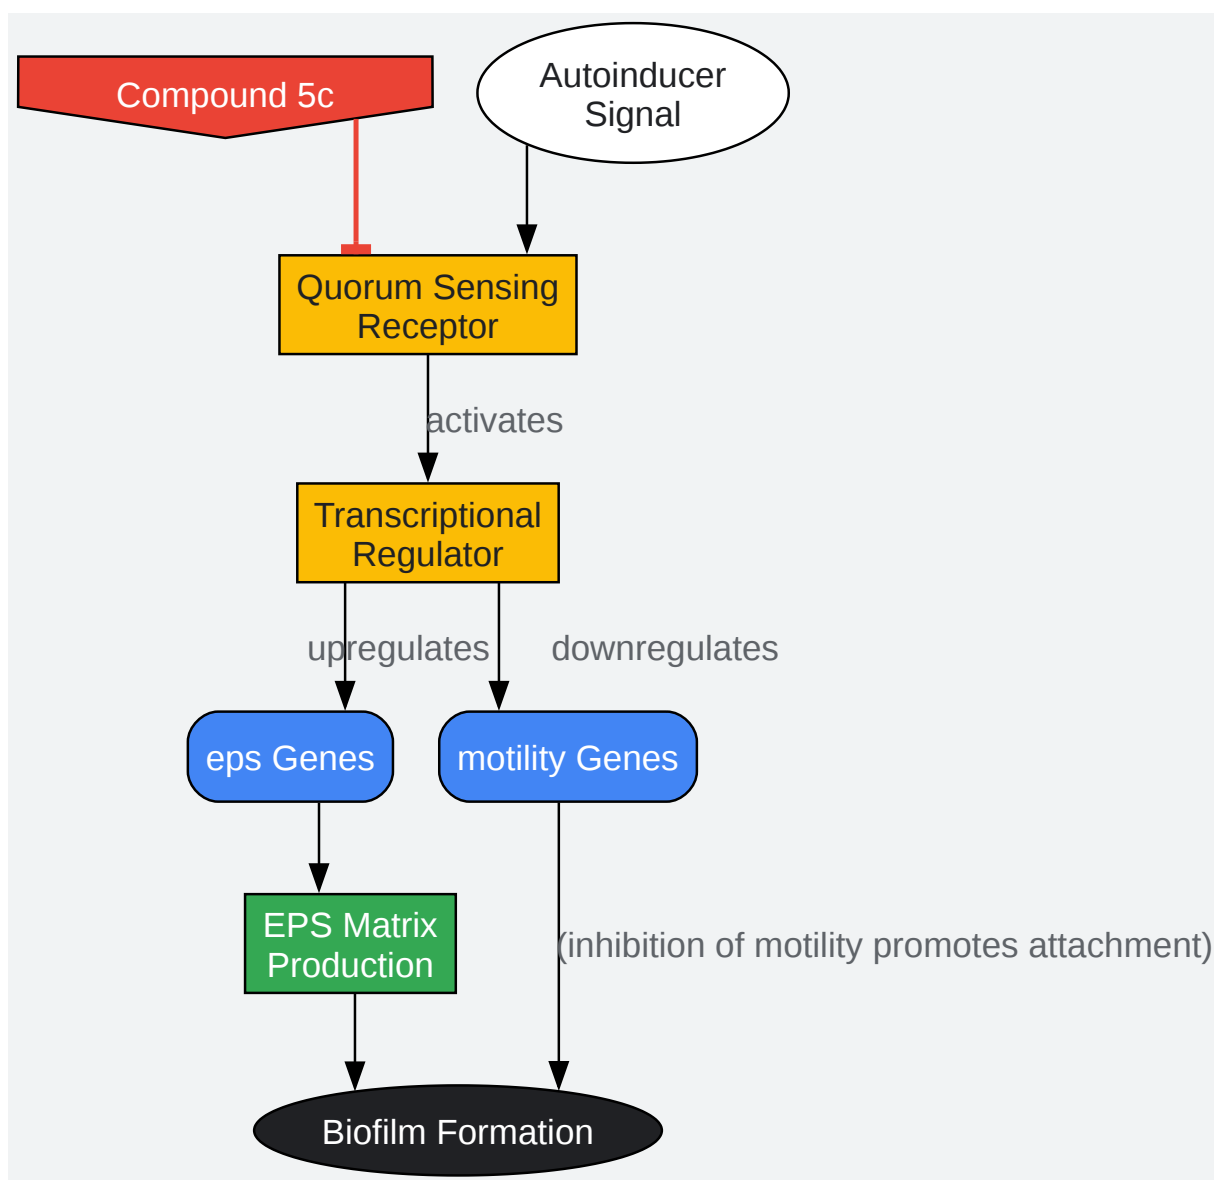 Compound 5c
Autoinducer
Signal
Quorum Sensing
Receptor
activates
Transcriptional
Regulator
upregulates
downregulates
eps Genes
motility Genes
EPS Matrix
Production
(inhibition of motility promotes attachment)
Biofilm Formation